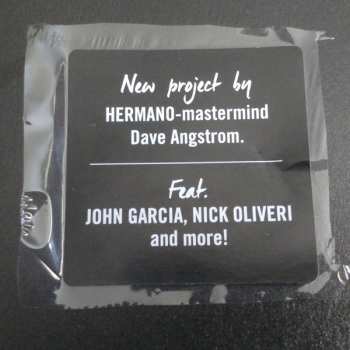 New project by
HERMANO-mastermind
Dave Angstrom.
Feat.
JOHN GARCIA, NICK OLIVERI
and more!